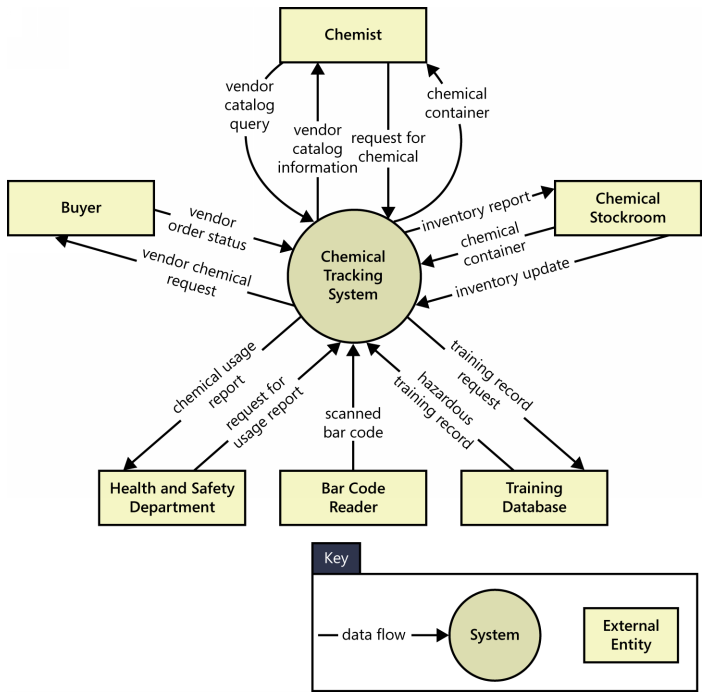 Chemist
vendor
catalog
query
vendor
catalog
information
request for
chemical
chemical
container
Buyer
vendor
order status
vendor chemical
request
Chemical
Tracking
System
inventory report
chemical
container
inventory update
Chemical
Stockroom
chemical usage
report
request for
usage report
scanned
bar code
hazardous
training record
training record
request
Health and Safety
Department
Bar Code
Reader
Training
Database
Key
data flow
System
External
Entity